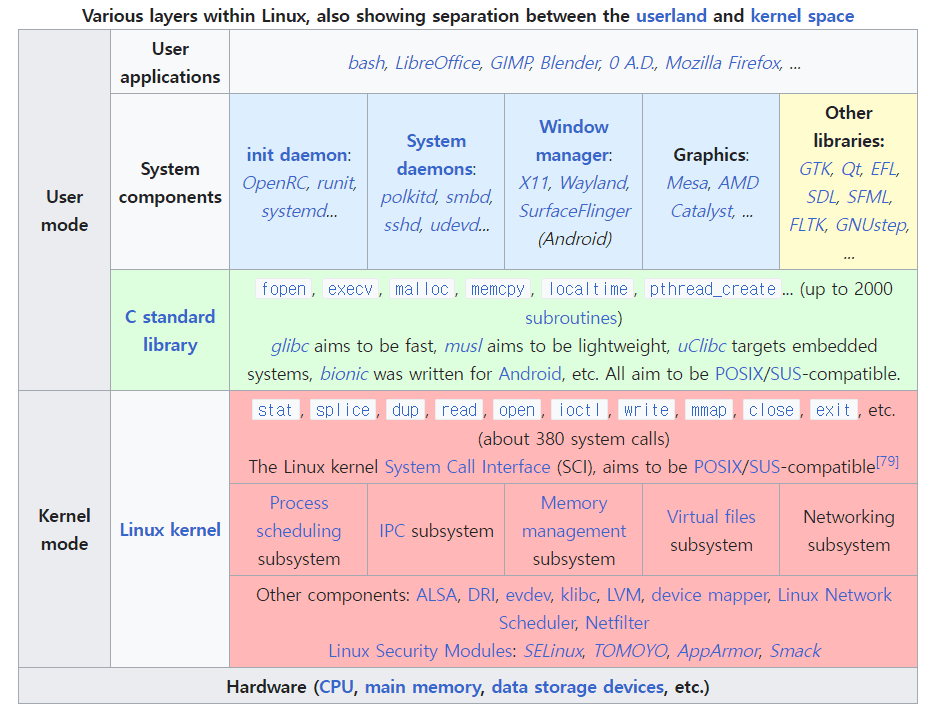 Various layers within Linux, also showing separation between the userland and kernel space
User mode
User applications
bash, LibreOffice, GIMP, Blender, 0 A.D., Mozilla Firefox, ...
System components
init daemon:
OpenRC, runit,
systemd...
System
daemons:
polkitd, smbd,
sshd, udevd...
Window
manager:
X11, Wayland,
SurfaceFlinger
(Android)
Graphics:
Mesa, AMD
Catalyst, ...
Other
libraries:
GTK, Qt, EFL,
SDL, SFML,
FLTK, GNUstep,
...
C standard
library
fopen, execv, malloc, memcpy, localtime, pthread_create... (up to 2000
subroutines)
glibc aims to be fast, musl aims to be lightweight, uClibc targets embedded
systems, bionic was written for Android, etc. All aim to be POSIX/SUS-compatible.
Kernel
mode
Linux kernel
stat, splice, dup, read, open, ioctl, write, mmap, close, exit, etc.
(about 380 system calls)
The Linux kernel System Call Interface (SCI), aims to be POSIX/SUS-compatible[79]
Process
scheduling
subsystem
IPC subsystem
Memory
management
subsystem
Virtual files
subsystem
Networking
subsystem
Other components: ALSA, DRI, evdev, klibc, LVM, device mapper, Linux Network
Scheduler, Netfilter
Linux Security Modules: SELinux, TOMOYO, AppArmor, Smack
Hardware (CPU, main memory, data storage devices, etc.)